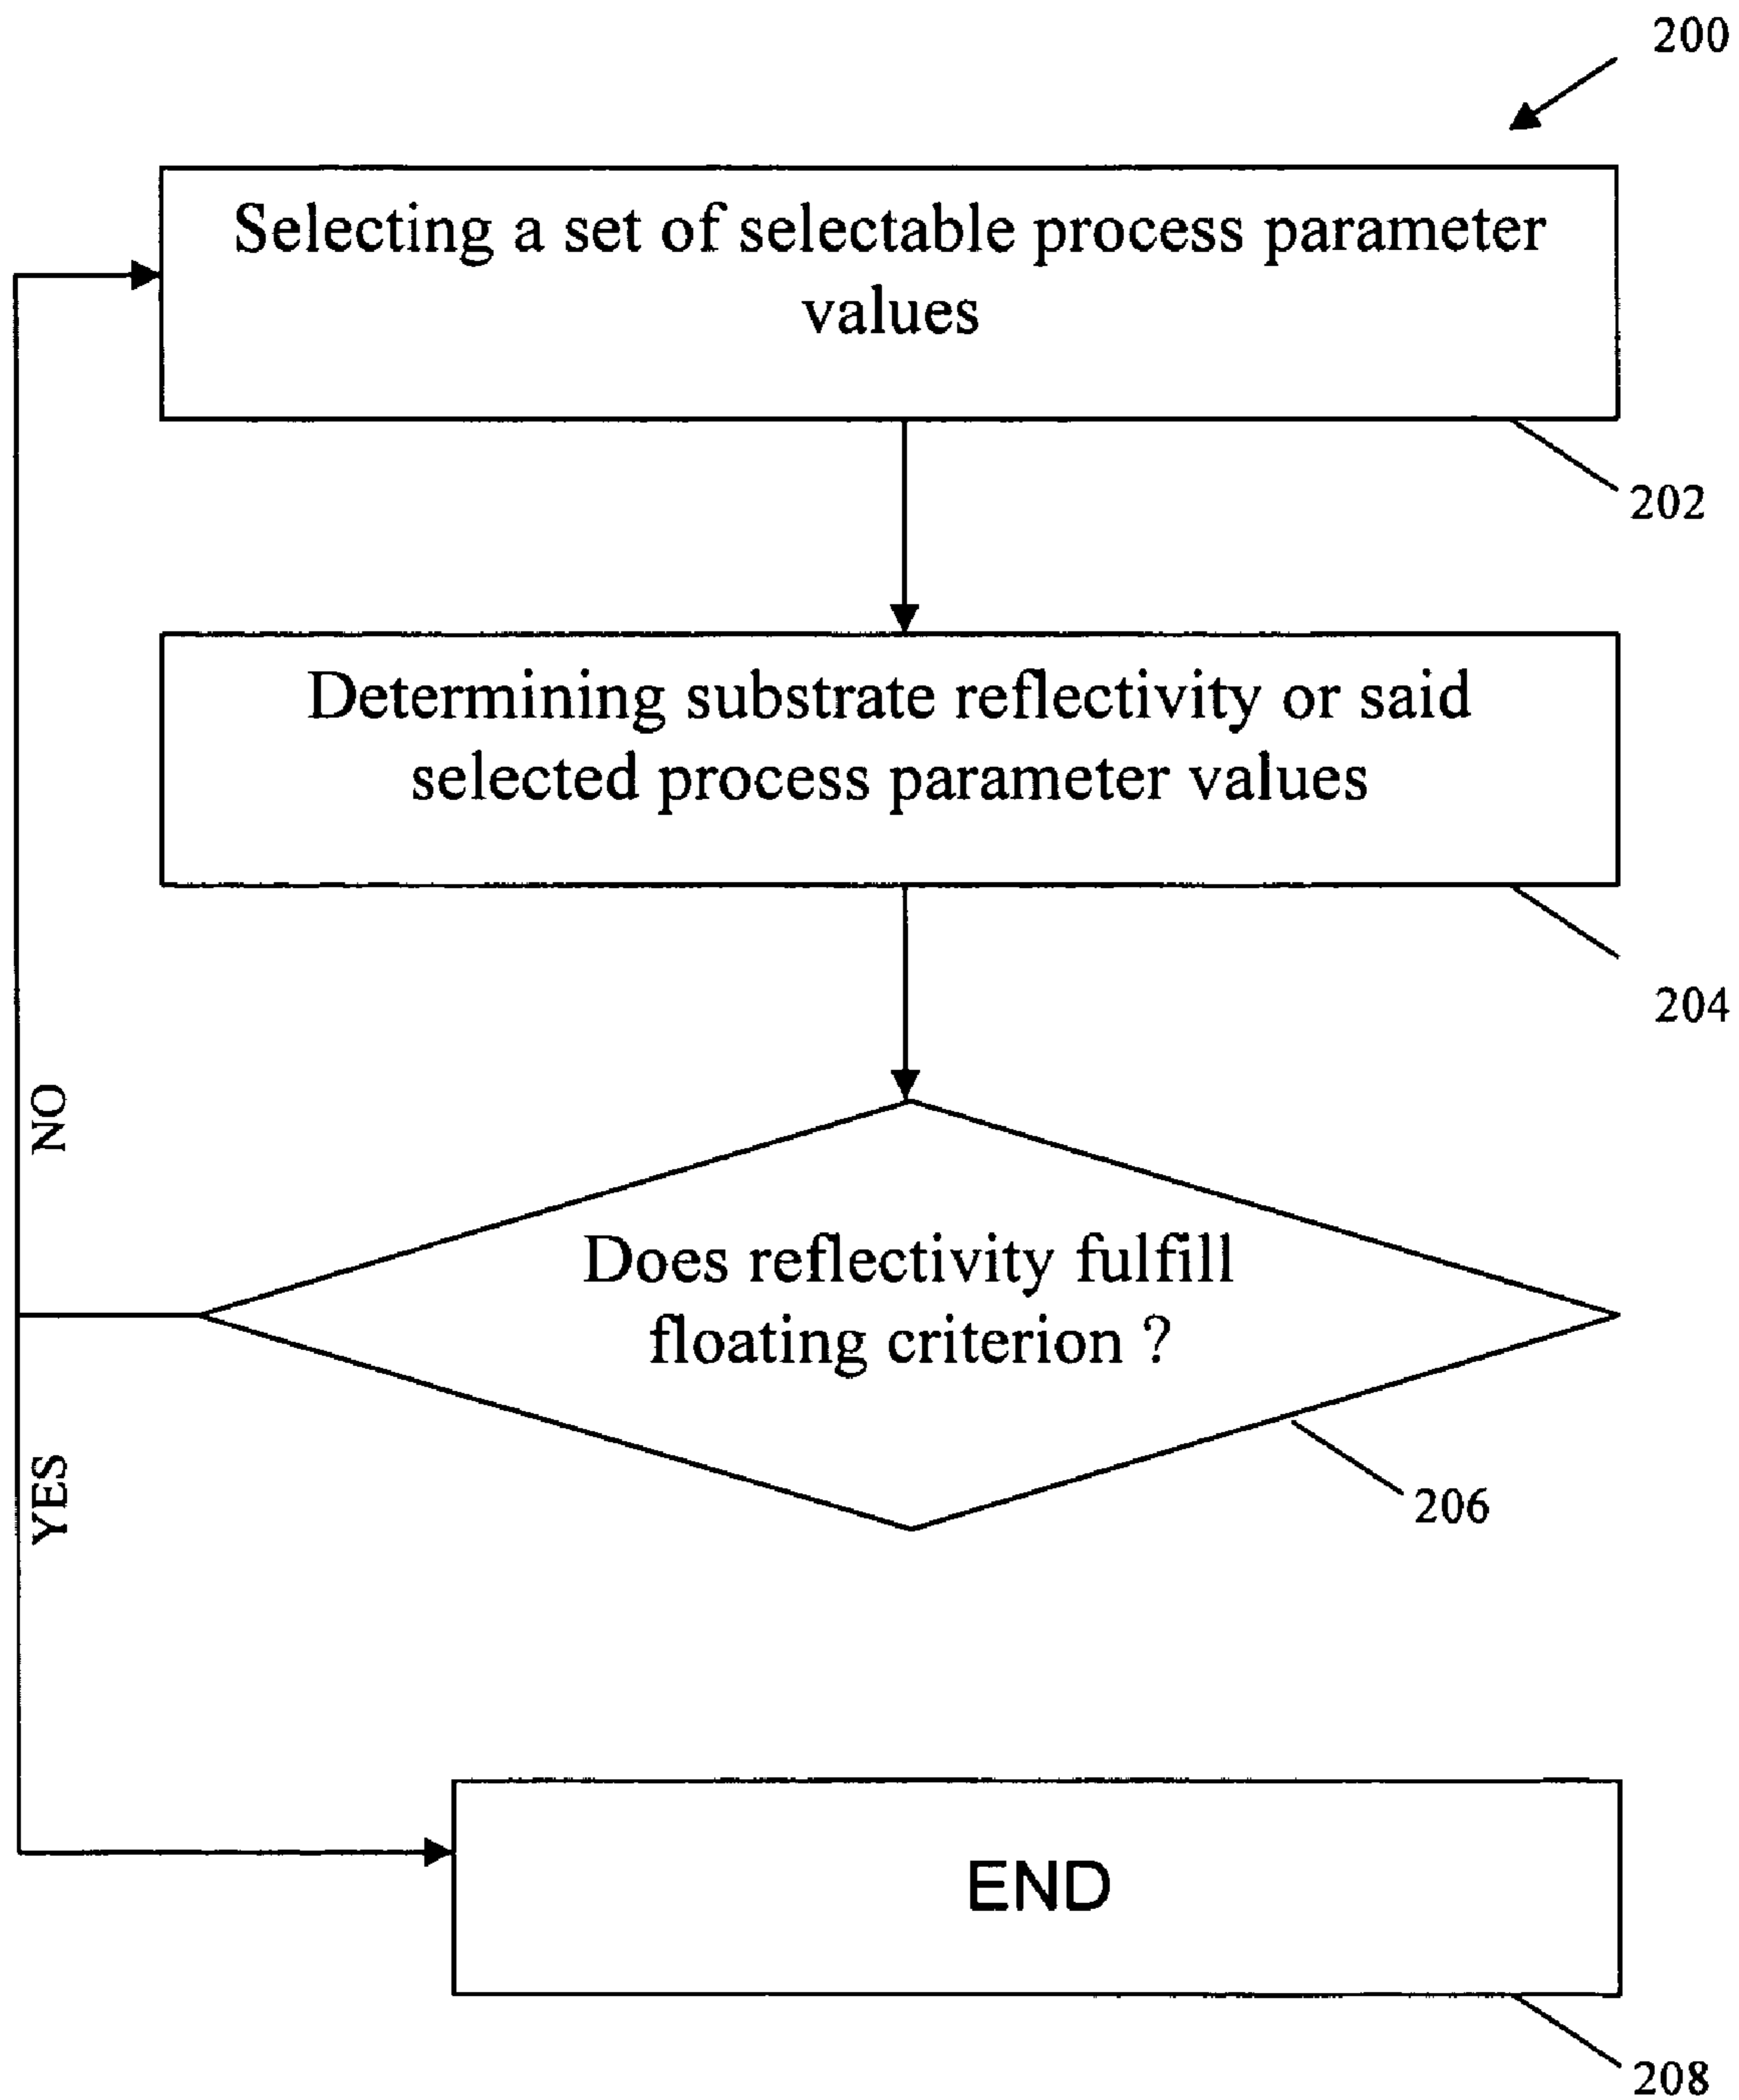 200
Selecting a set of selectable process parameter
values
202
Determining substrate reflectivity or said
selected process parameter values
204
NO
Does reflectivity fulfill
floating criterion ?
206
YES
END
208